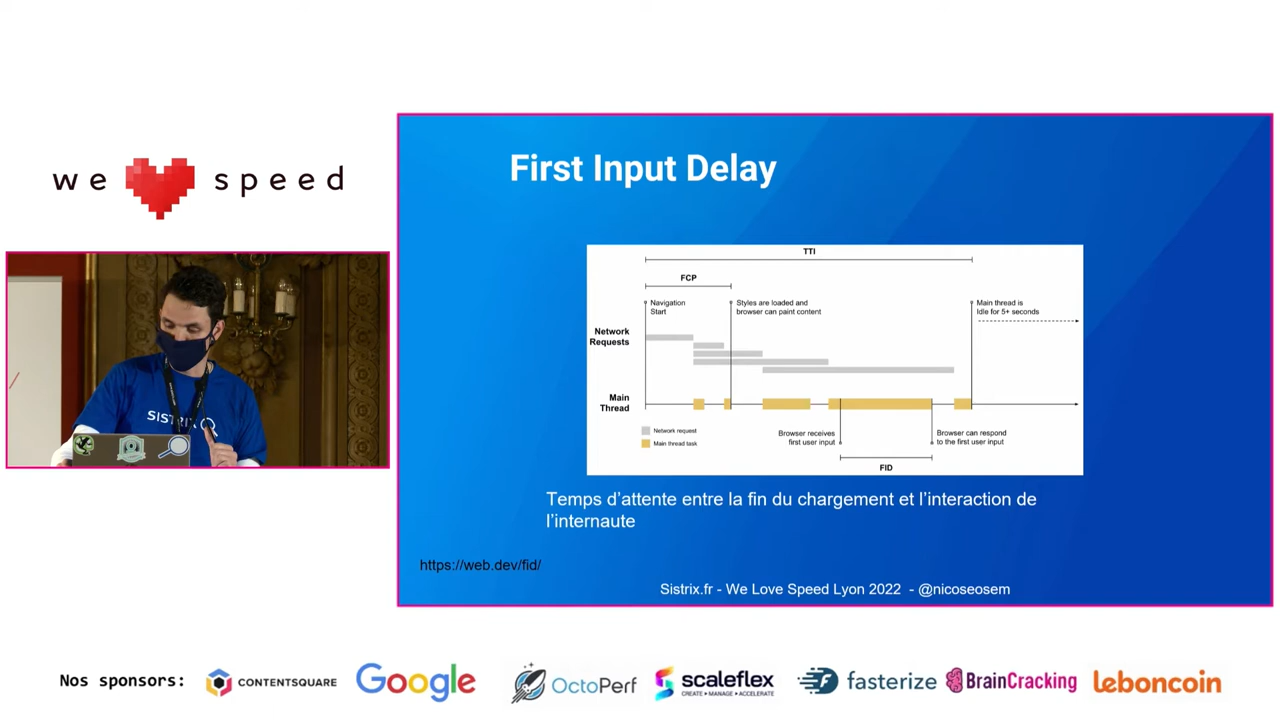 we speed
SISTRIX
First Input Delay
TTI
FCP
Navigation
Start
Styles are loaded and
browser can paint content
Main thread is
Idle for 5+ seconds
Network
Requests
Main
Thread
Network request
Main thread task
Browser receives
first user input
Browser can respond
to the first user input
FID
Temps d'attente entre la fin du chargement et l'interaction de
l'internaute
https://web.dev/fid/
Sistrix.fr - We Love Speed Lyon 2022 - @nicoseosem
Nos sponsors:
CONTENTSQUARE
Google
OctoPerf
scaleflex
CREATE • MANAGE • ACCELERATE
fasterize
BrainCracking
leboncoin